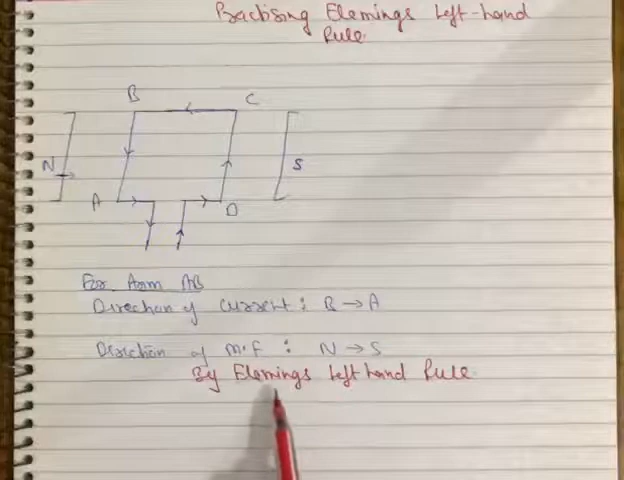 Practising Flemings Left-hand
Rule
B
C
N
S
A
D
For Arm AB
Direction of current : B → A
Direction of M.F : N → S
By Flemings Left hand Rule